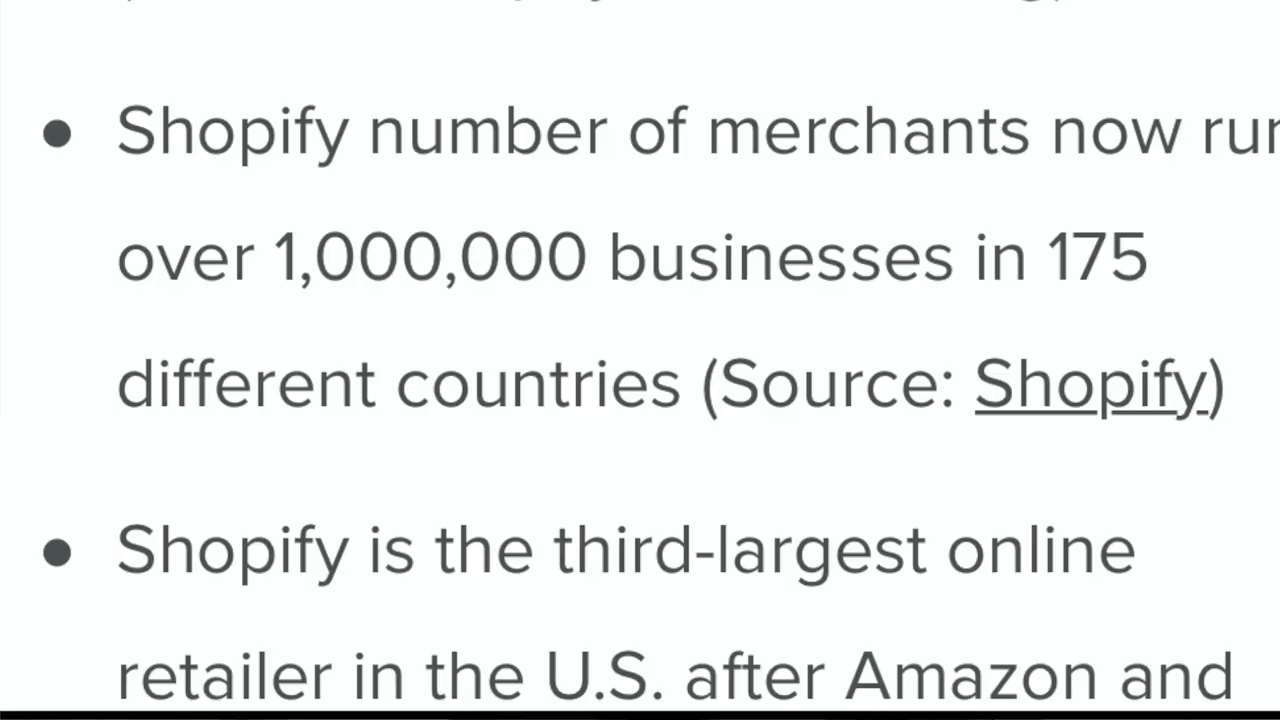 • Shopify number of merchants now run
over 1,000,000 businesses in 175
different countries (Source: Shopify)
• Shopify is the third-largest online
retailer in the U.S. after Amazon and